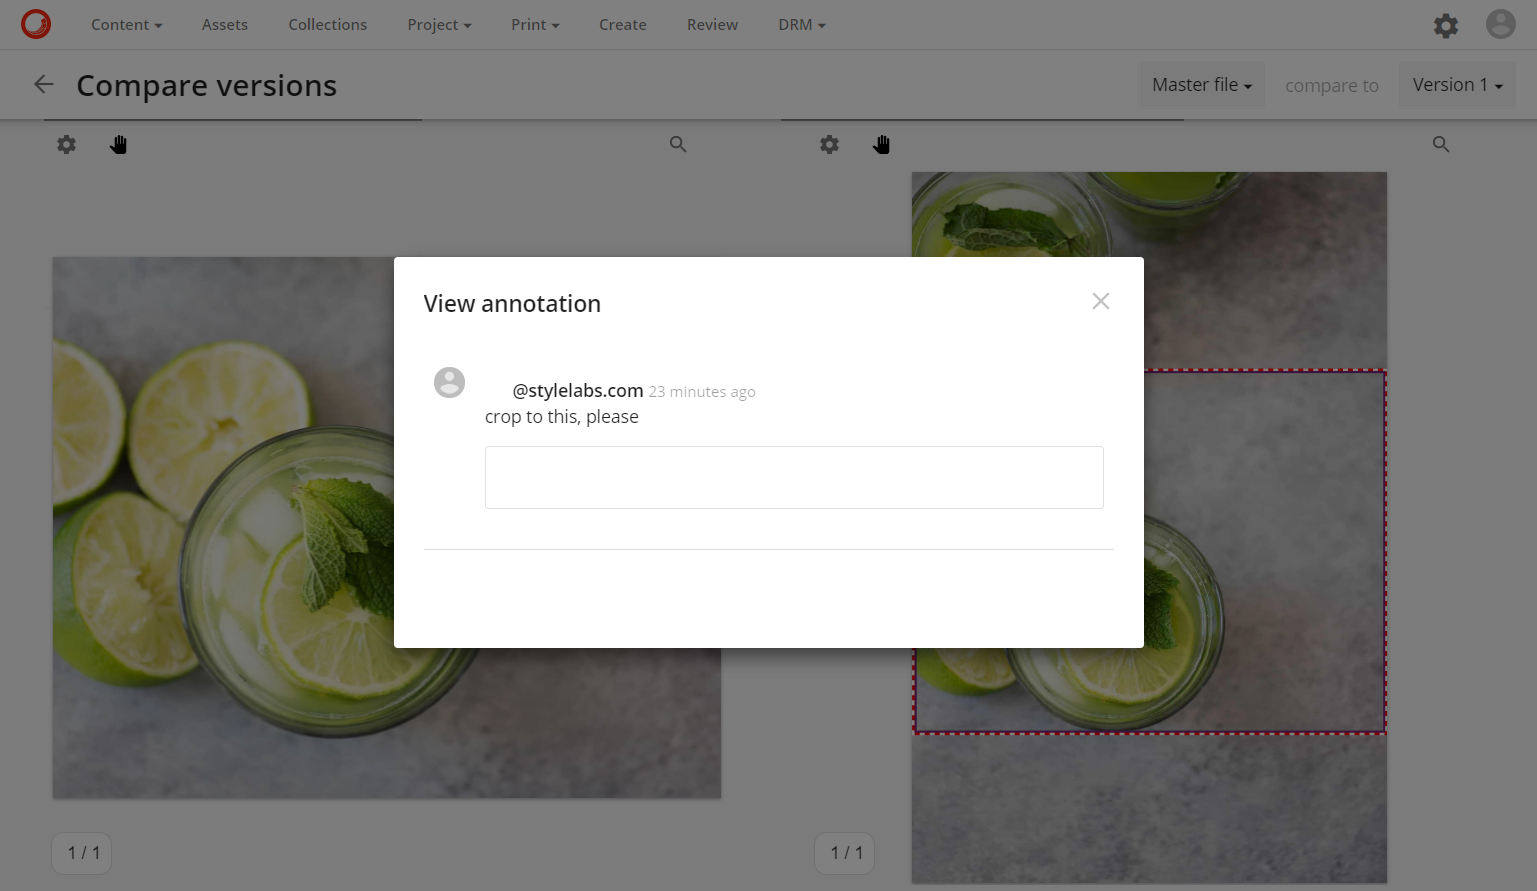 Content Assets Collections Project Print Create Review DRM
Compare versions Master file compare to Version 1
View annotation
@stylelabs.com 23 minutes ago
crop to this, please
1 / 1 1 / 1